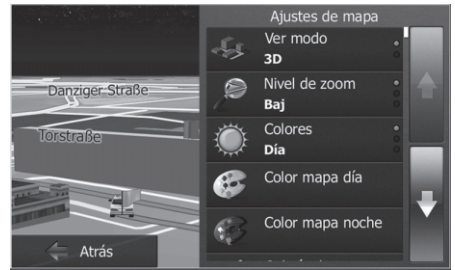 Ajustes de mapa
Ver modo
3D
Nivel de zoom
Baj
Colores
Día
Color mapa día
Color mapa noche
Danziger Straße
Torstraße
Atrás